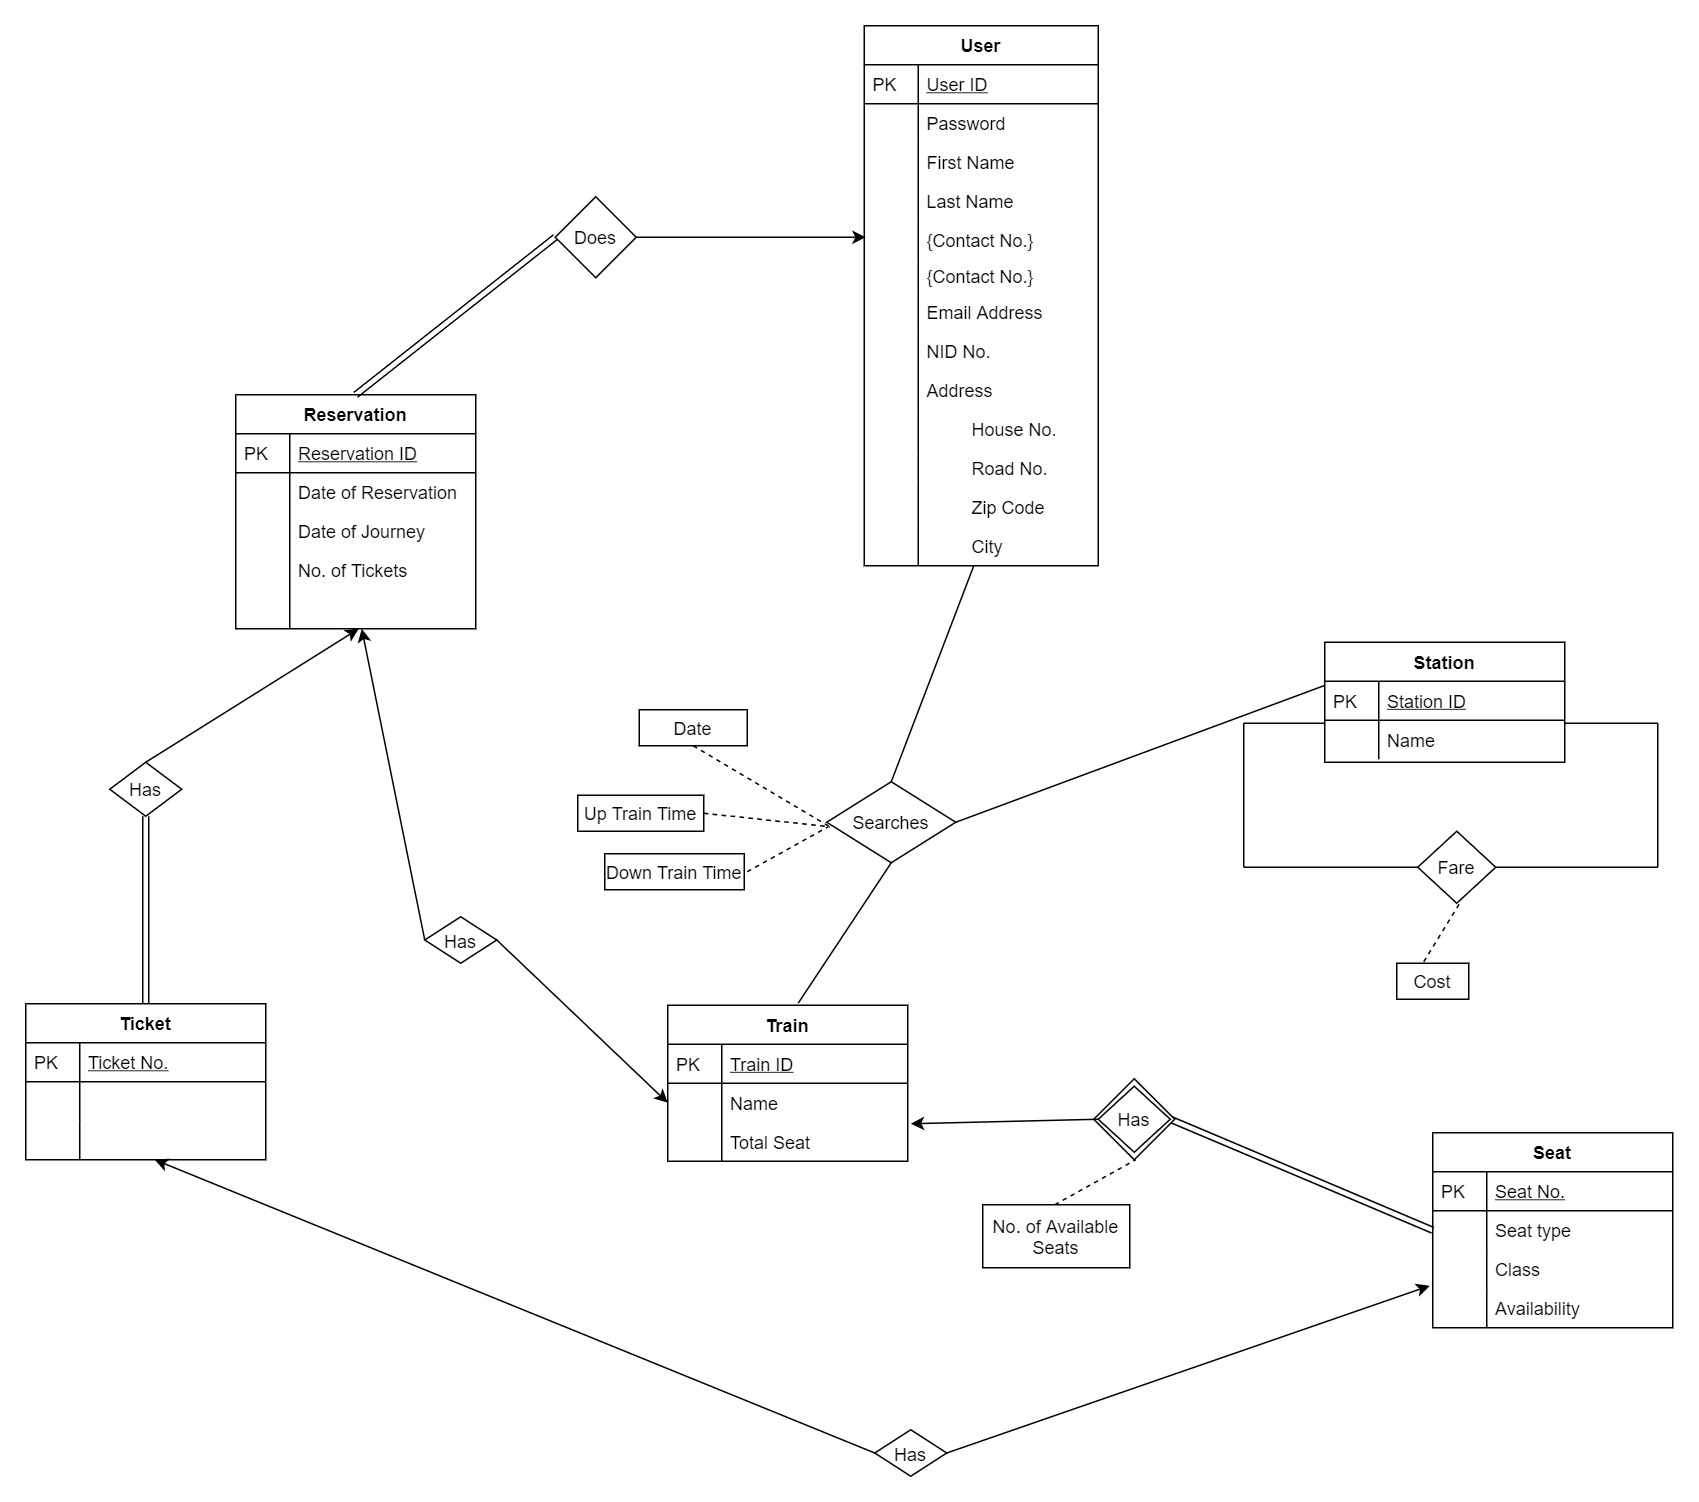 User
PK User ID
Password
First Name
Last Name
{Contact No.}
{Contact No.}
Email Address
NID No.
Address
House No.
Road No.
Zip Code
City
Does
Reservation
PK Reservation ID
Date of Reservation
Date of Journey
No. of Tickets
Station
PK Station ID
Name
Date
Up Train Time
Down Train Time
Searches
Has
Fare
Cost
Has
Ticket
PK Ticket No.
Train
PK Train ID
Name
Total Seat
Has
No. of Available
Seats
Seat
PK Seat No.
Seat type
Class
Availability
Has